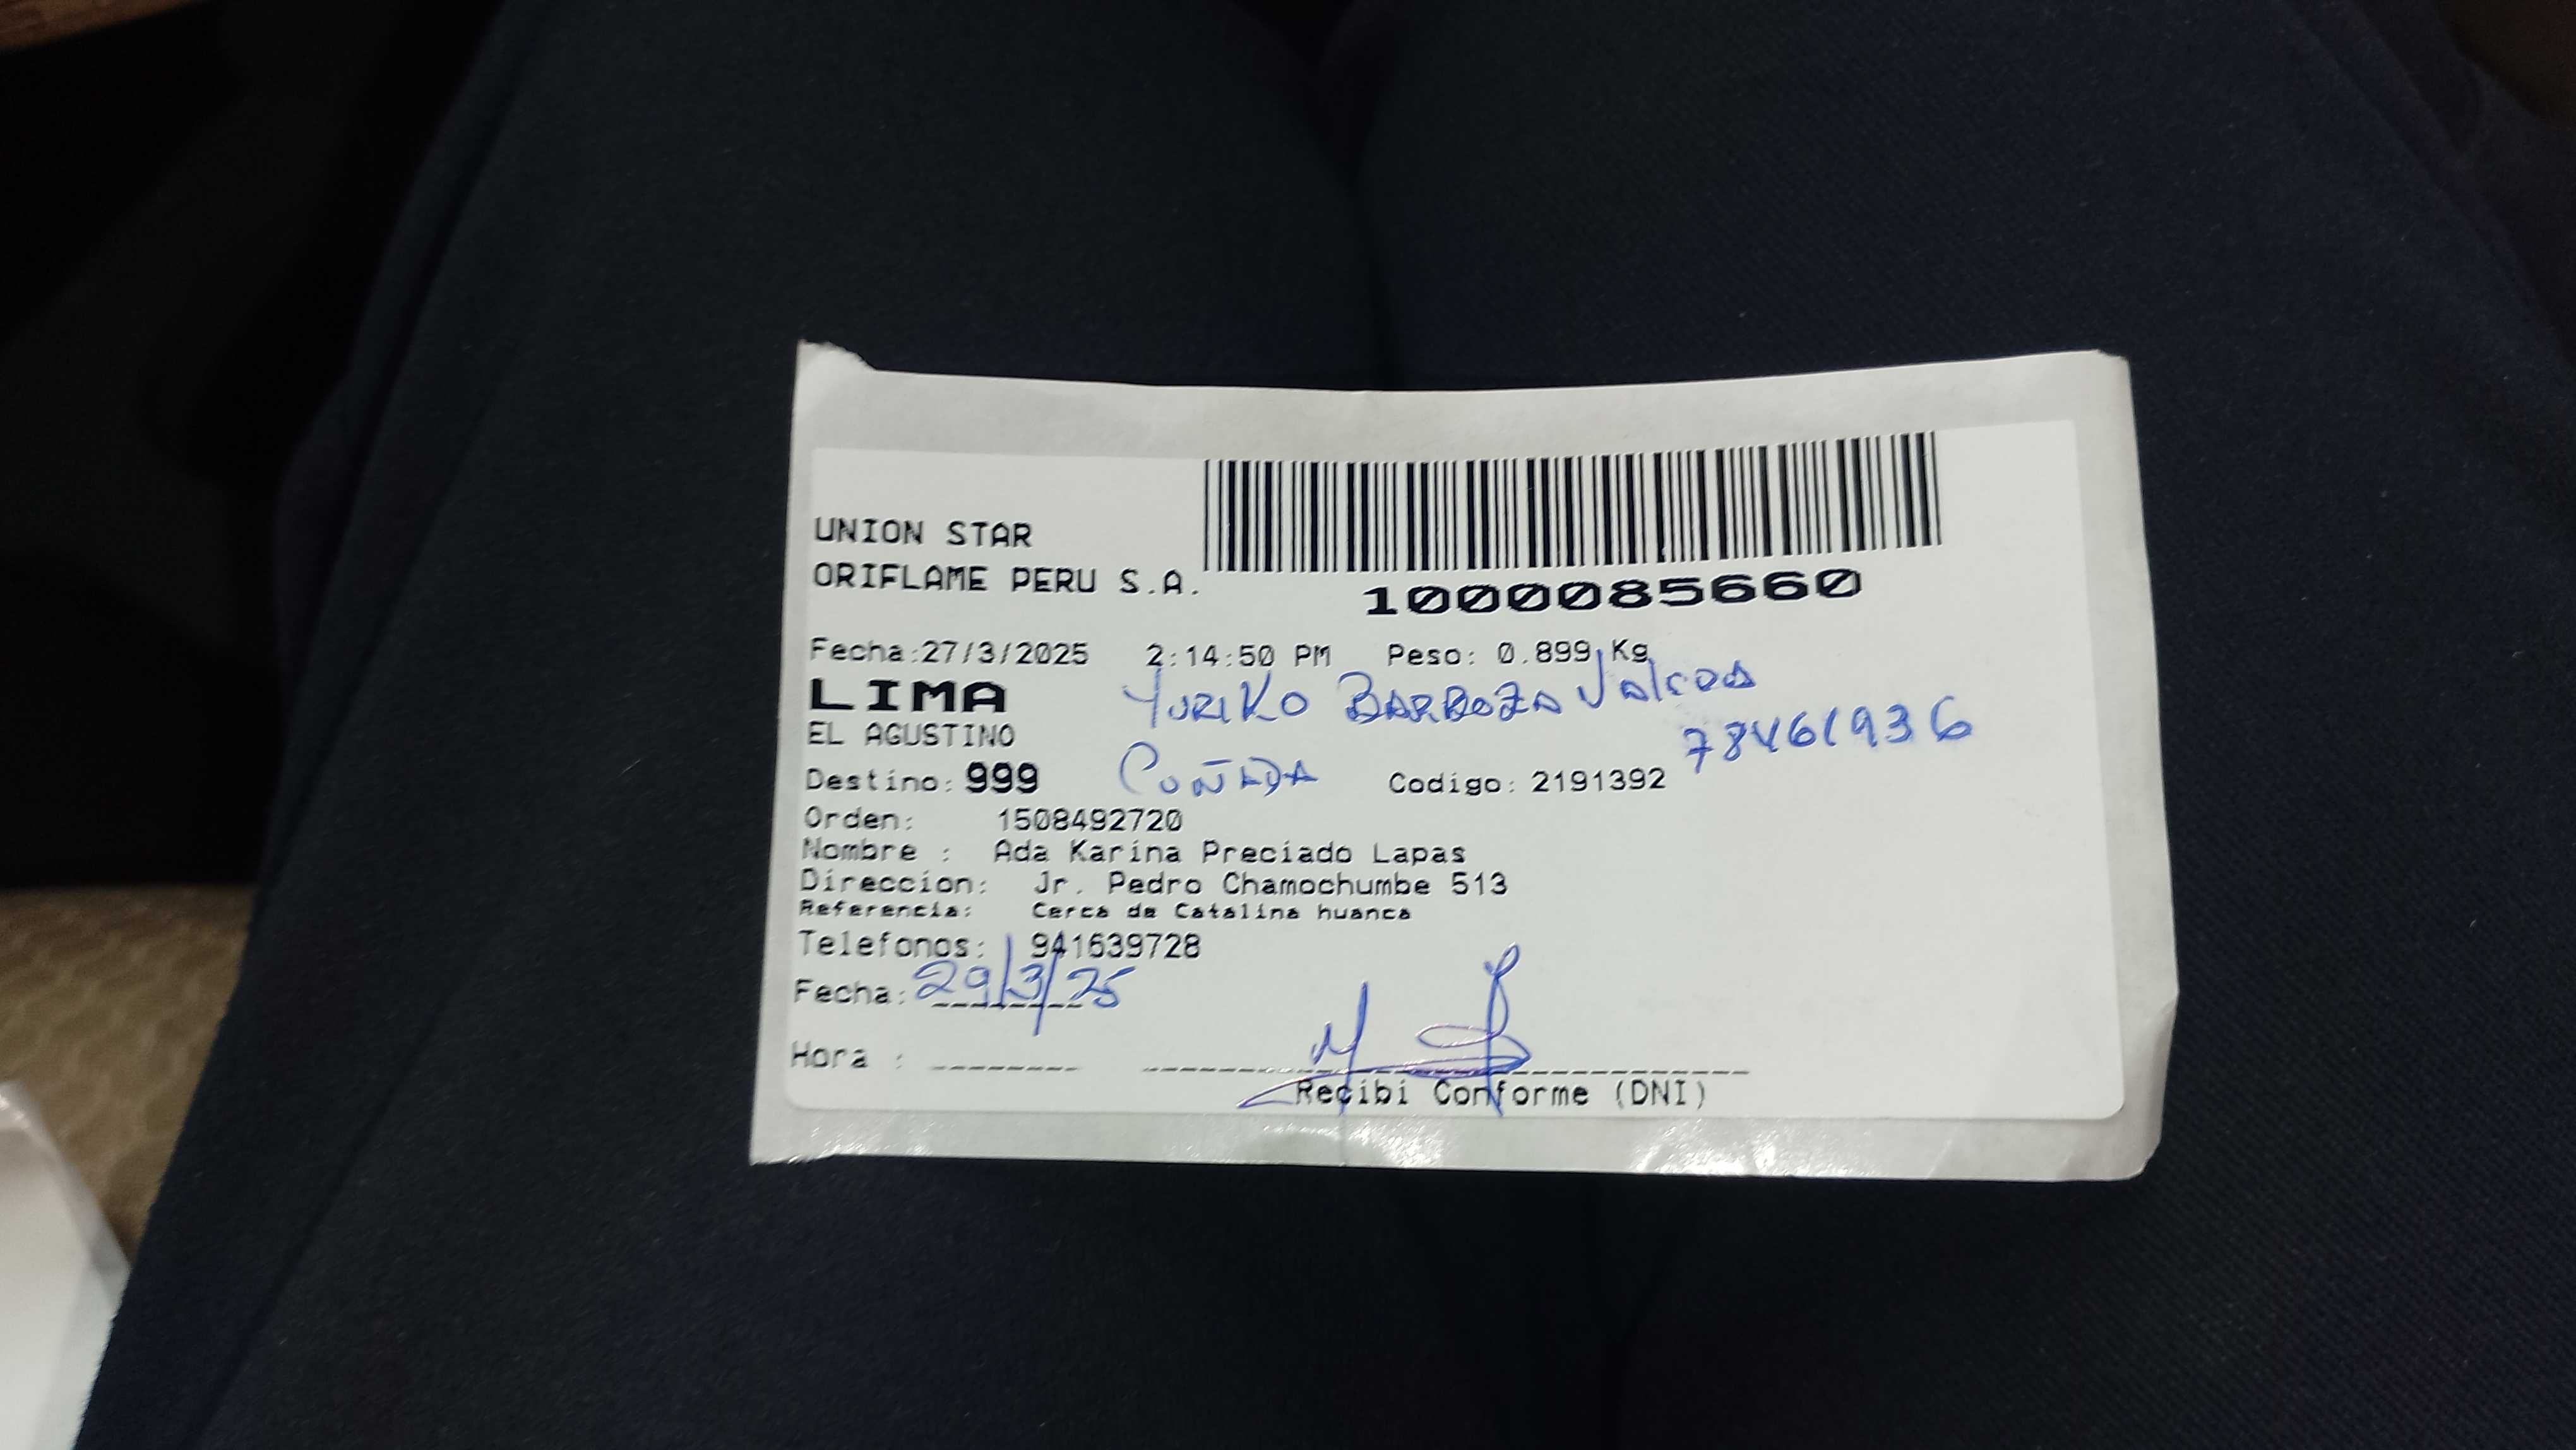 UNION STAR
ORIFLAME PERU S.A.
1000085660
Fecha:27/3/2025 2:14:50 PM Peso: 0.899 Kg
LIMA YURIKO BARBOZA
EL AGUSTINO
Destino: 999 CUÑADA Codigo: 2191392
Orden: 1508492720
Nombre : Ada Karina Preciado Lapas
Direccion: Jr. Pedro Chamochumbe 513
Referencia: Cerca de Catalina huanca
Telefonos: 941639728
Fecha: 29/3/25
Hora :
Recibi Conforme (DNI)